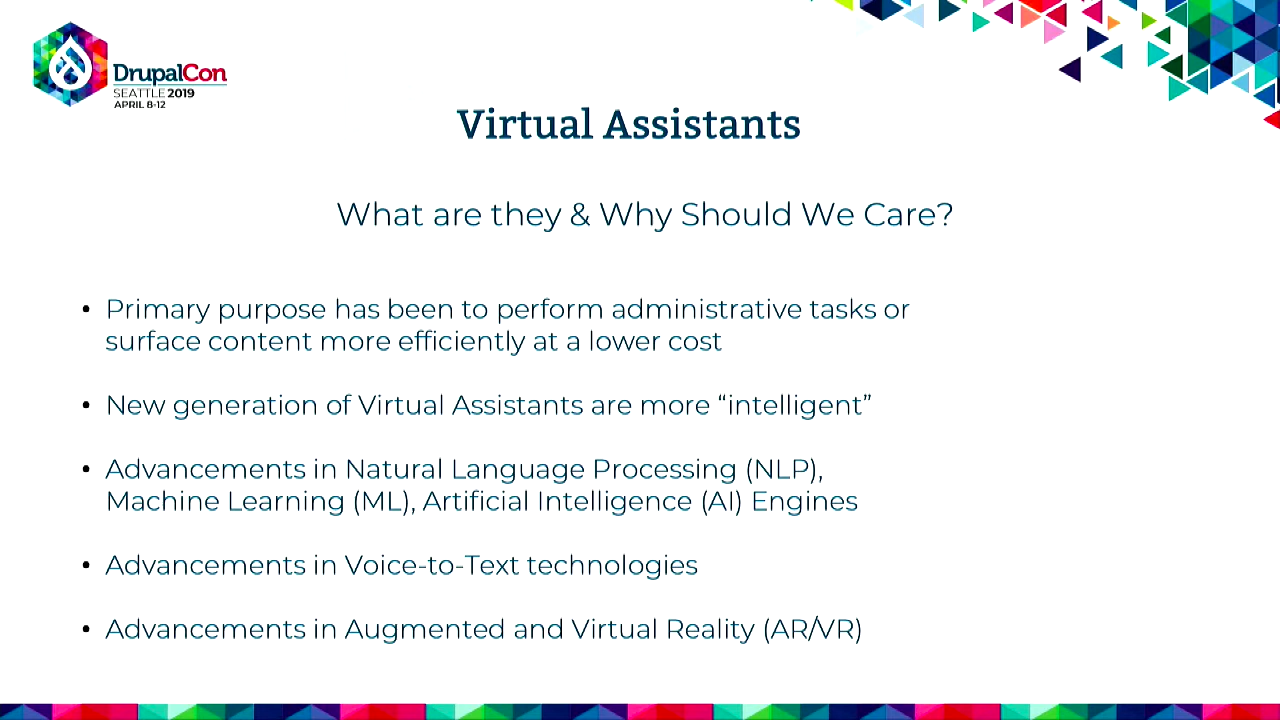 DrupalCon
SEATTLE 2019
APRIL 8-12
Virtual Assistants
What are they & Why Should We Care?
• Primary purpose has been to perform administrative tasks or
surface content more efficiently at a lower cost
• New generation of Virtual Assistants are more “intelligent”
• Advancements in Natural Language Processing (NLP),
Machine Learning (ML), Artificial Intelligence (AI) Engines
• Advancements in Voice-to-Text technologies
• Advancements in Augmented and Virtual Reality (AR/VR)